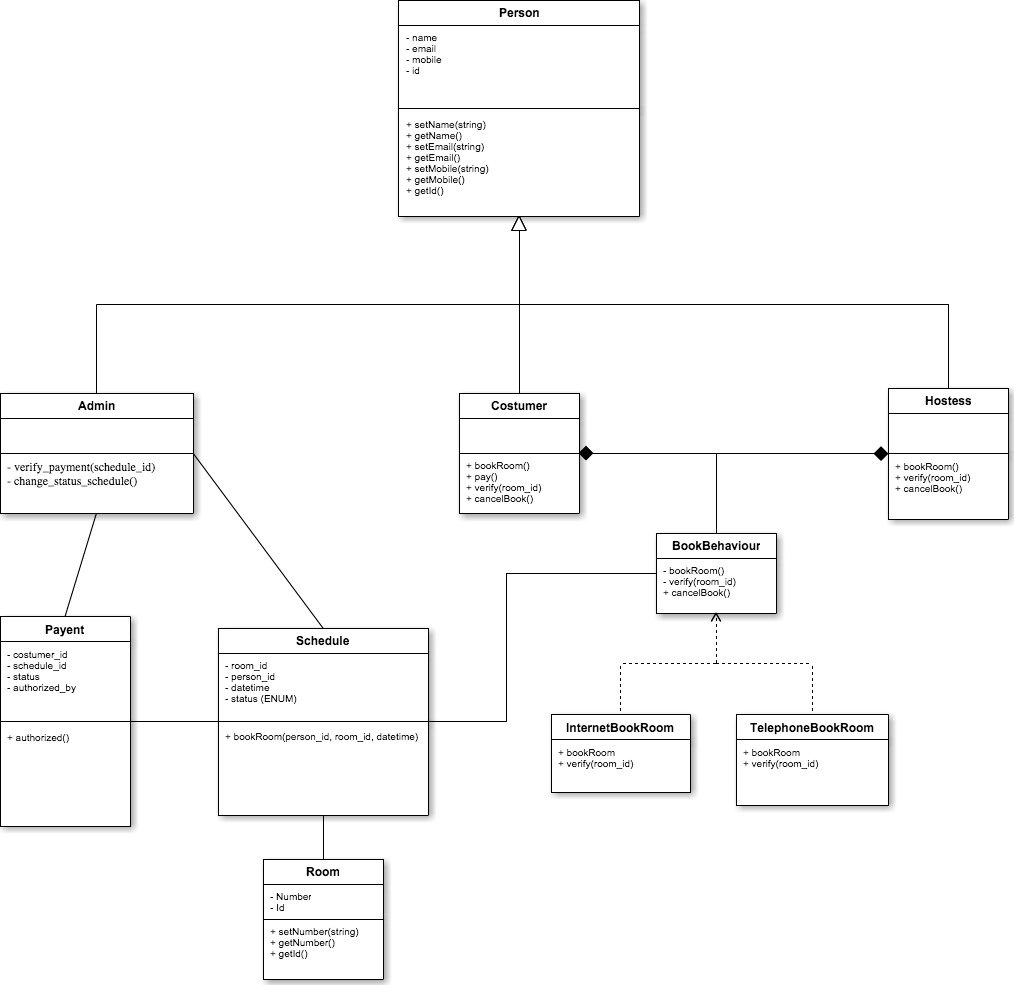 Person
- name
- email
- mobile
- id
+ setName(string)
+ getName()
+ setEmail(string)
+ getEmail()
+ setMobile(string)
+ getMobile()
+ getId()
Admin
- verify_payment(schedule_id)
- change_status_schedule()
Costumer
+ bookRoom()
+ pay()
+ verify(room_id)
+ cancelBook()
Hostess
+ bookRoom()
+ verify(room_id)
+ cancelBook()
BookBehaviour
- bookRoom()
- verify(room_id)
+ cancelBook()
Payent
- costumer_id
- schedule_id
- status
- authorized_by
+ authorized()
Schedule
- room_id
- person_id
- datetime
- status (ENUM)
+ bookRoom(person_id, room_id, datetime)
InternetBookRoom
+ bookRoom
+ verify(room_id)
TelephoneBookRoom
+ bookRoom
+ verify(room_id)
Room
- Number
- Id
+ setNumber(string)
+ getNumber()
+ getId()